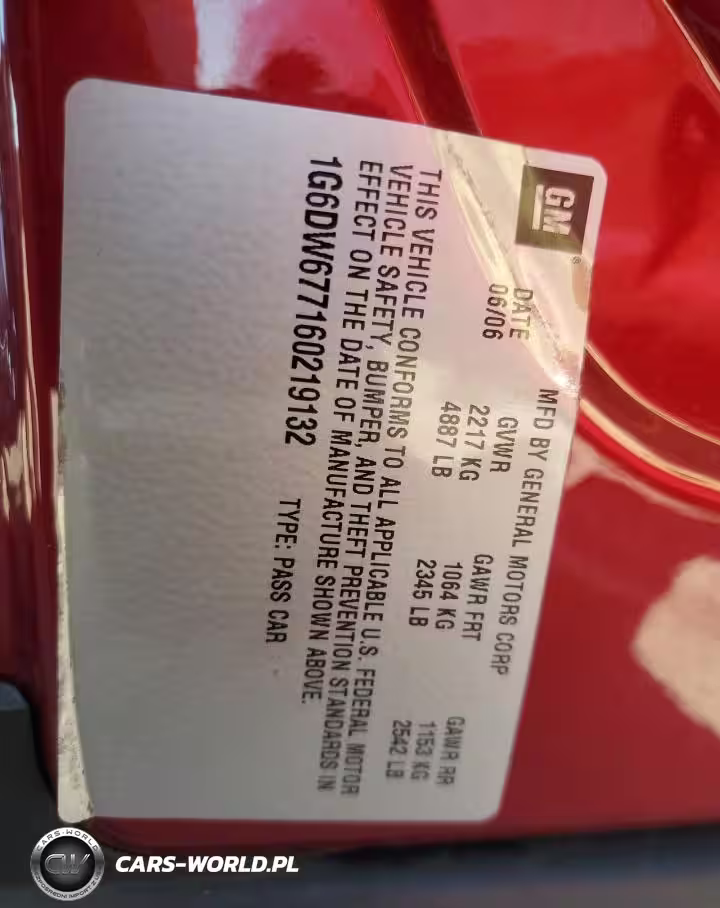 GM
®
MFD BY GENERAL MOTORS CORP
DATE GVWR GAWR FRT GAWR RR
06/06 2217 KG 1064 KG 1153 KG
4887 LB 2345 LB 2542 LB
THIS VEHICLE CONFORMS TO ALL APPLICABLE U.S. FEDERAL MOTOR
VEHICLE SAFETY, BUMPER, AND THEFT PREVENTION STANDARDS IN
EFFECT ON THE DATE OF MANUFACTURE SHOWN ABOVE.
1G6DW677160219132 TYPE: PASS CAR
CARS-WORLD
CW
CARS-WORLD.PL